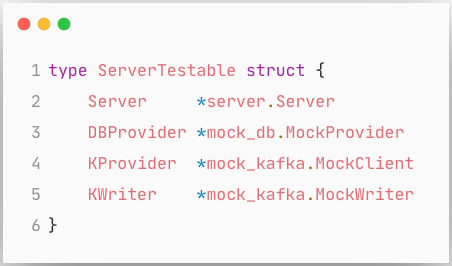 1 type ServerTestable struct {
2     Server     *server.Server
3     DBProvider *mock_db.MockProvider
4     KProvider  *mock_kafka.MockClient
5     KWriter    *mock_kafka.MockWriter
6 }